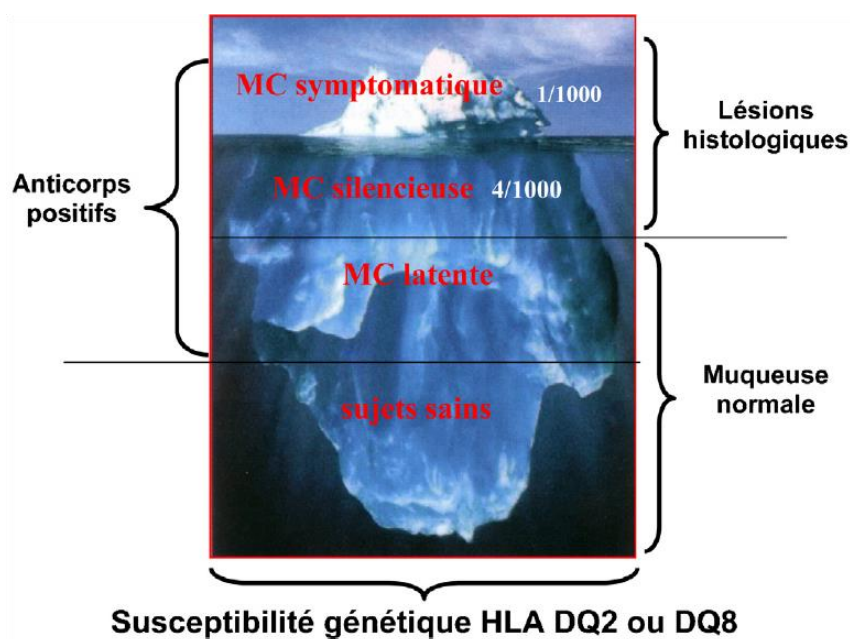 MC symptomatique 1/1000
Lésions
histologiques
Anticorps
positifs
MC silencieuse 4/1000
MC latente
Muqueuse
normale
sujets sains
Susceptibilité génétique HLA DQ2 ou DQ8